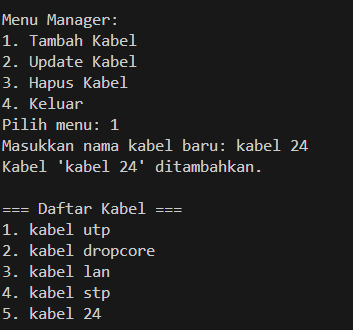 Menu Manager:
1. Tambah Kabel
2. Update Kabel
3. Hapus Kabel
4. Keluar
Pilih menu: 1
Masukkan nama kabel baru: kabel 24
Kabel 'kabel 24' ditambahkan.

=== Daftar Kabel ===
1. kabel utp
2. kabel dropcore
3. kabel lan
4. kabel stp
5. kabel 24